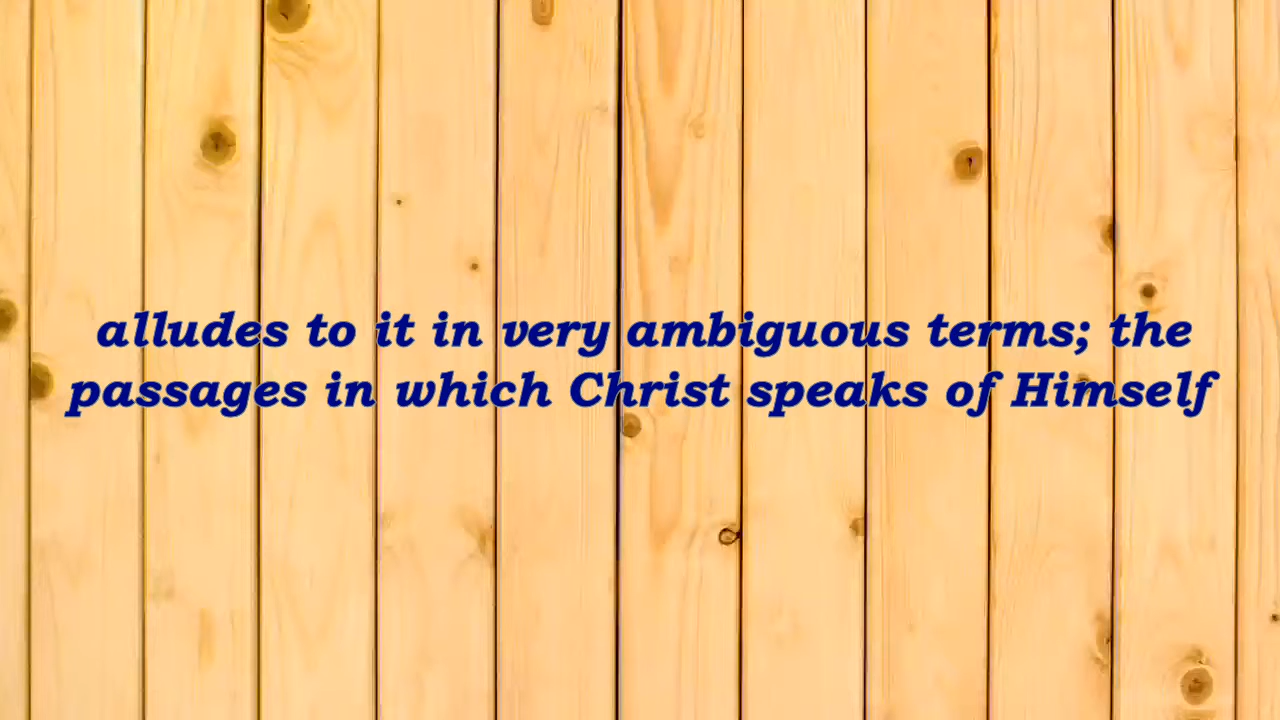 alludes to it in very ambiguous terms; the
passages in which Christ speaks of Himself